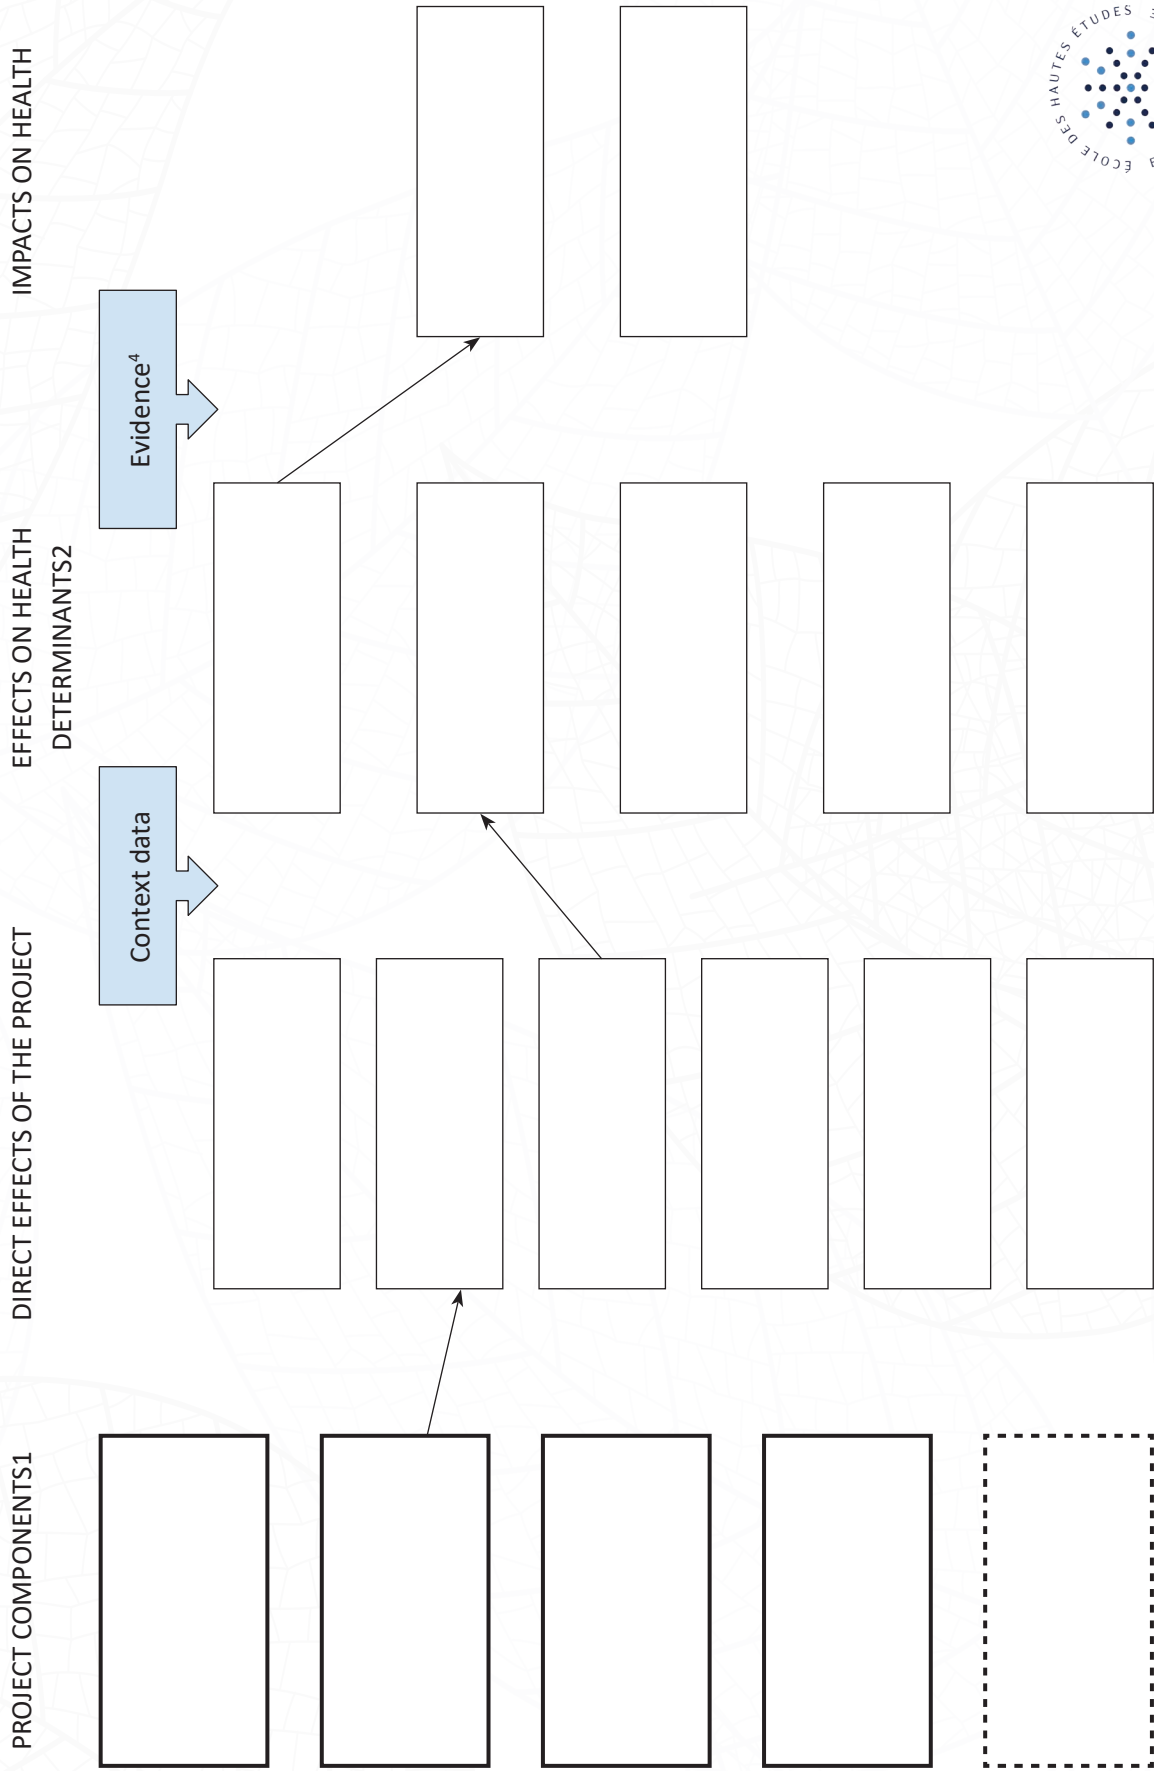 PROJECT COMPONENTS1
DIRECT EFFECTS OF THE PROJECT
EFFECTS ON HEALTH
DETERMINANTS2
IMPACTS ON HEALTH
Context data
Evidence⁴
ÉCOLE DES HAUTES ÉTUDES